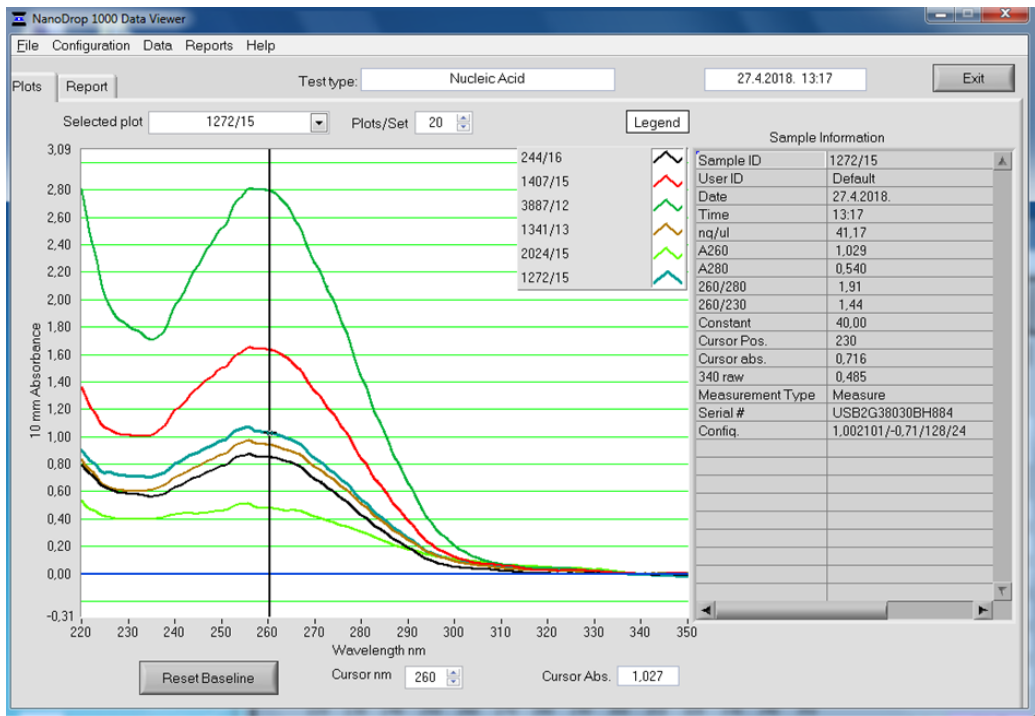 NanoDrop 1000 Data Viewer
File Configuration Data Reports Help
Plots Report
Test type: Nucleic Acid 27.4.2018. 13:17 Exit
Selected plot 1272/15 Plots/Set 20 Legend
Sample Information
244/16
1407/15
3887/12
1341/13
2024/15
1272/15
Sample ID 1272/15
User ID Default
Date 27.4.2018.
Time 13:17
nq/ul 41,17
A260 1,029
A280 0,540
260/280 1,91
260/230 1,44
Constant 40,00
Cursor Pos. 230
Cursor abs. 0,716
340 raw 0,485
Measurement Type Measure
Serial # USB2G38030BH884
Config. 1,002101/-0,71/128/24
10 mm Absorbance
3,09
2,80
2,60
2,40
2,20
2,00
1,80
1,60
1,40
1,20
1,00
0,80
0,60
0,40
0,20
0,00
-0,31
220 230 240 250 260 270 280 290 300 310 320 330 340 350
Wavelength nm
Reset Baseline Cursor nm 260 Cursor Abs. 1,027